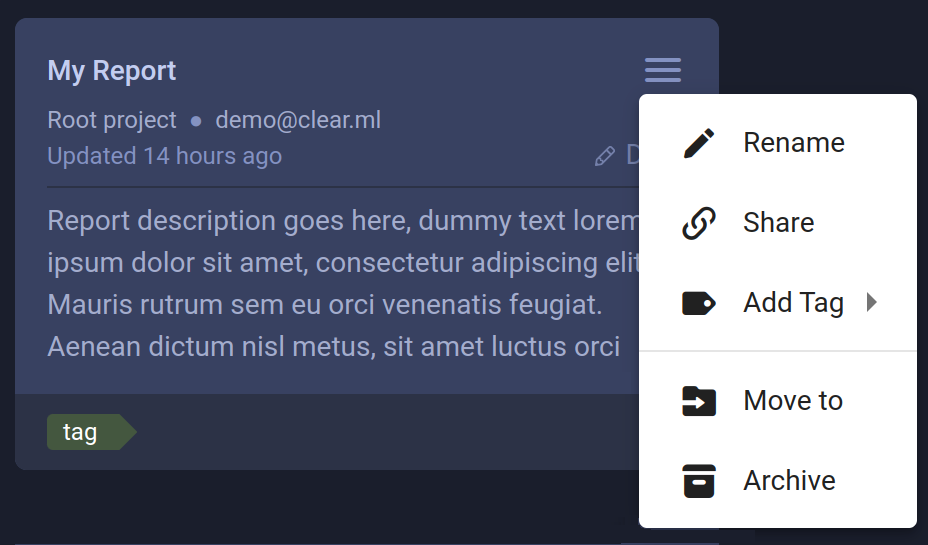 My Report
Root project • demo@clear.ml
Updated 14 hours ago
Report description goes here, dummy text lorem
ipsum dolor sit amet, consectetur adipiscing elit
Mauris rutrum sem eu orci venenatis feugiat.
Aenean dictum nisl metus, sit amet luctus orci
tag
Rename
Share
Add Tag
Move to
Archive